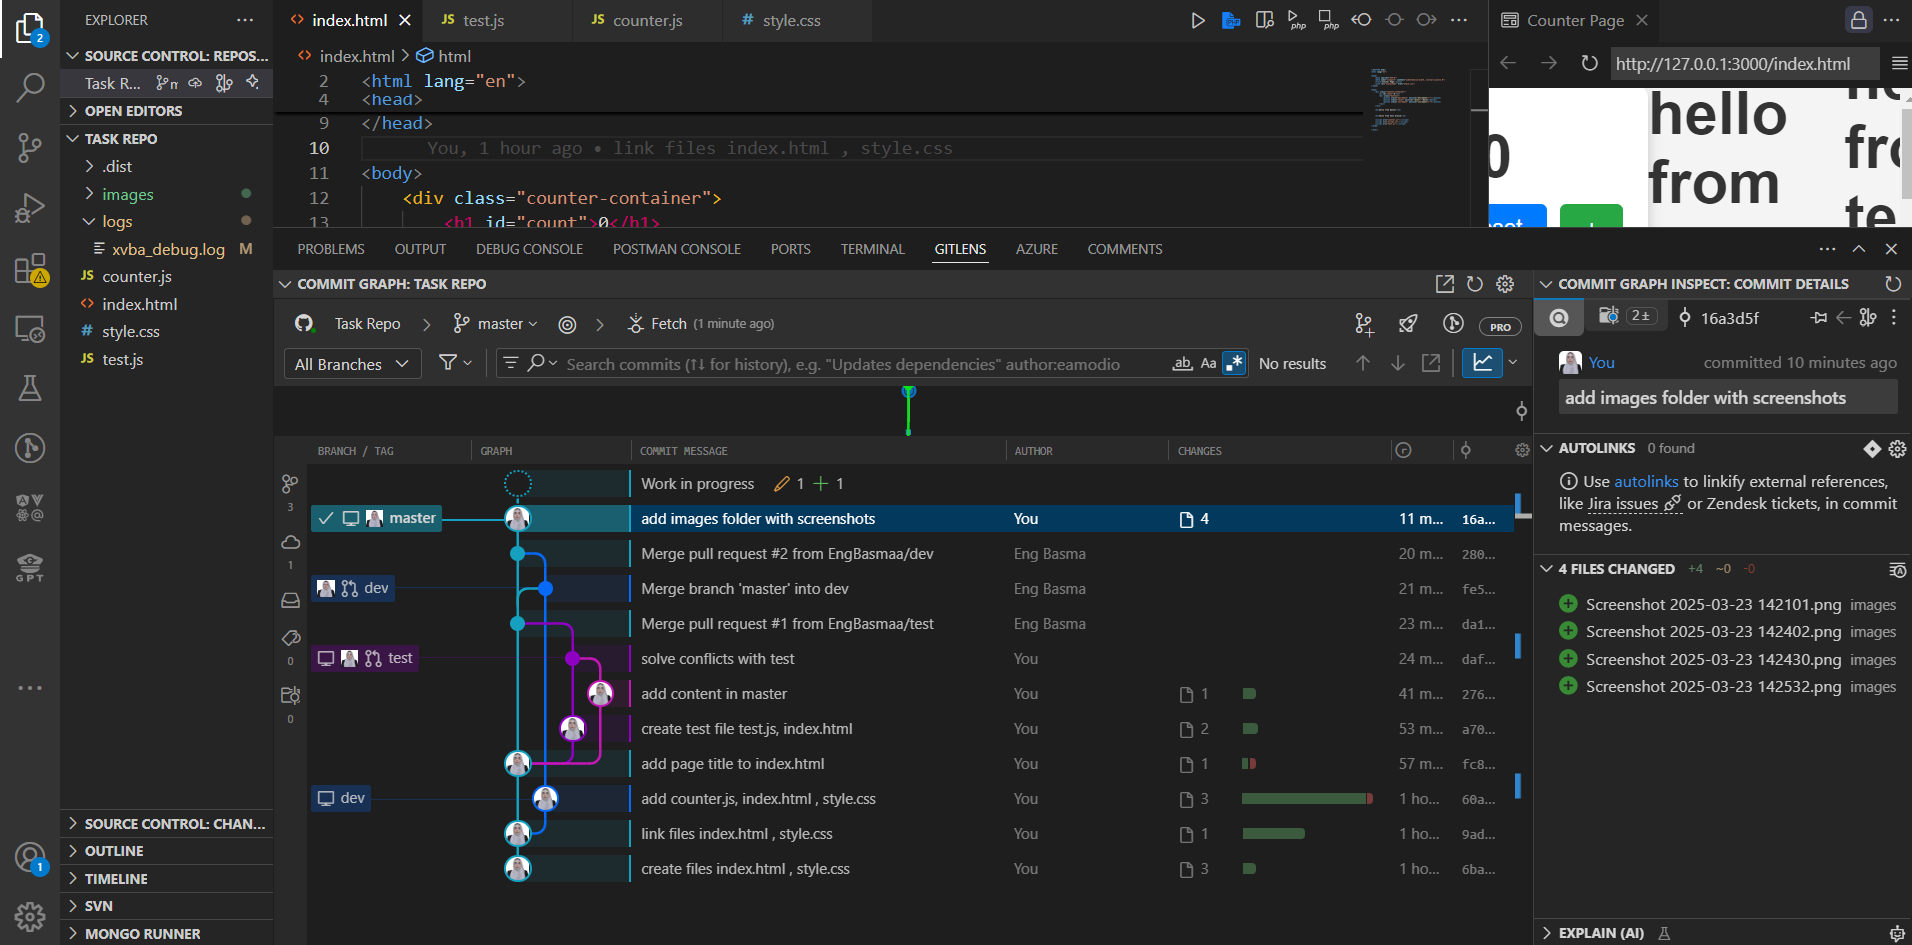 EXPLORER
SOURCE CONTROL: REPOS...
Task R...
OPEN EDITORS
TASK REPO
.dist
images
logs
xvba_debug.log M
JS counter.js
index.html
# style.css
JS test.js
SOURCE CONTROL: CHAN...
OUTLINE
TIMELINE
SVN
MONGO RUNNER
2
GPT
1
index.html
JS test.js
JS counter.js
# style.css
php
php
index.html > html
2 <html lang="en">
4 <head>
9 </head>
10 You, 1 hour ago • link files index.html , style.css
11 <body>
12 <div class="counter-container">
13 <h1 id="count">0</h1>
Counter Page
http://127.0.0.1:3000/index.html
0
hello
from
PROBLEMS OUTPUT DEBUG CONSOLE POSTMAN CONSOLE PORTS TERMINAL GITLENS AZURE COMMENTS
COMMIT GRAPH: TASK REPO
Task Repo > master > Fetch (1 minute ago)
PRO
All Branches
Search commits (↑↓ for history), e.g. "Updates dependencies" author:eamodio
ab Aa .* No results
BRANCH / TAG GRAPH COMMIT MESSAGE AUTHOR CHANGES
3
1
0
0
Work in progress 1 + 1
master add images folder with screenshots You 4 11 m... 16a...
Merge pull request #2 from EngBasmaa/dev Eng Basma 20 m... 280...
dev Merge branch 'master' into dev Eng Basma 21 m... fe5...
Merge pull request #1 from EngBasmaa/test Eng Basma 23 m... da1...
test solve conflicts with test You 24 m... daf...
add content in master You 1 41 m... 276...
create test file test.js, index.html You 2 53 m... a70...
add page title to index.html You 1 57 m... fc8...
dev add counter.js, index.html , style.css You 3 1 ho... 60a...
link files index.html , style.css You 1 1 ho... 9ad...
create files index.html , style.css You 3 1 ho... 6ba...
COMMIT GRAPH INSPECT: COMMIT DETAILS
2± 16a3d5f
You committed 10 minutes ago
add images folder with screenshots
AUTOLINKS 0 found
Use autolinks to linkify external references,
like Jira issues or Zendesk tickets, in commit
messages.
4 FILES CHANGED +4 ~0 -0
Screenshot 2025-03-23 142101.png images
Screenshot 2025-03-23 142402.png images
Screenshot 2025-03-23 142430.png images
Screenshot 2025-03-23 142532.png images
EXPLAIN (AI)